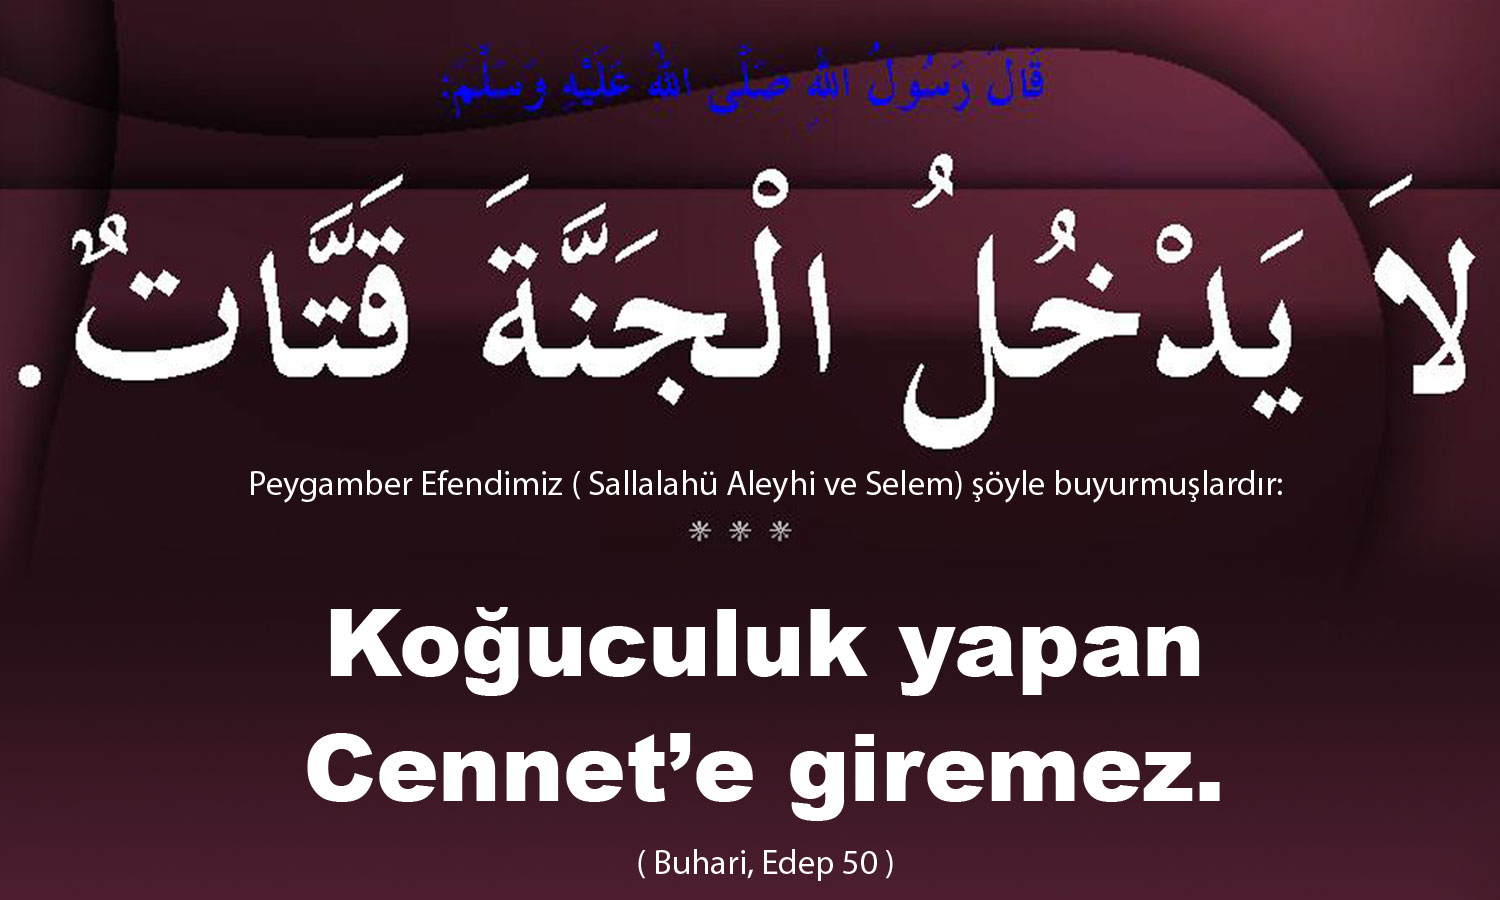 قَالَ رَسُولُ اللهِ صَلَّى اللهُ عَلَيْهِ وَسَلَّمَ:
لاَ يَدْخُلُ الْجَنَّةَ قَتَّاتٌ.
Peygamber Efendimiz ( Sallalahü Aleyhi ve Selem) şöyle buyurmuşlardır:
* * *
Koğuculuk yapan
Cennet’e giremez.
( Buhari, Edep 50 )